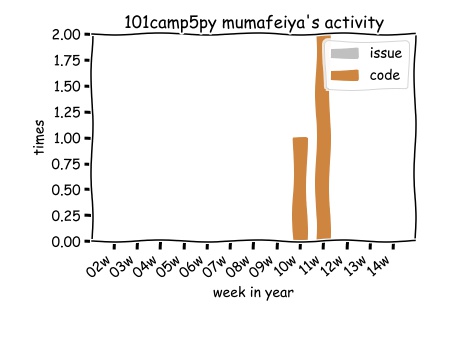 101camp5py mumafeiya's activity
2.00
1.75
1.50
1.25
1.00
0.75
0.50
0.25
0.00
times
issue
code
02w 03w 04w 05w 06w 07w 08w 09w 10w 11w 12w 13w 14w
week in year